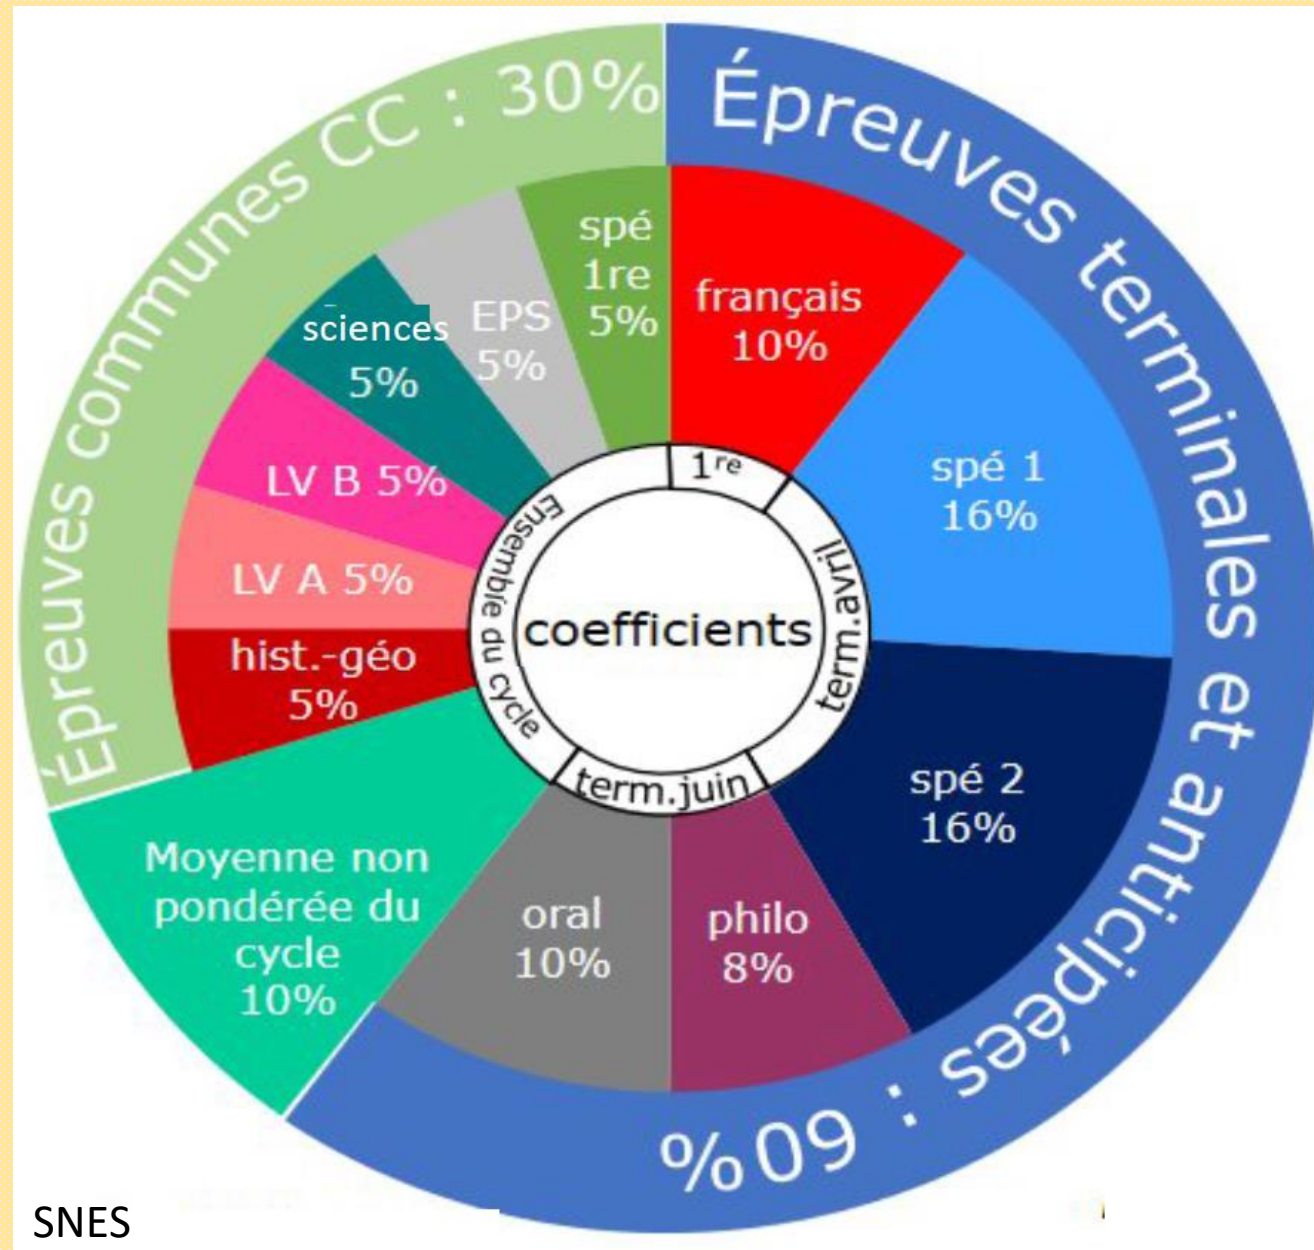 Épreuves communes CC : 30%
Épreuves terminales et anticipées : 60%
français
10%
spé 1
16%
spé 2
16%
philo
8%
oral
10%
Moyenne non
pondérée du
cycle
10%
hist.-géo
5%
LV A 5%
LV B 5%
sciences
5%
EPS
5%
spé
1re
5%
1re
term.avril
term.juin
Ensemble du cycle
coefficients
SNES